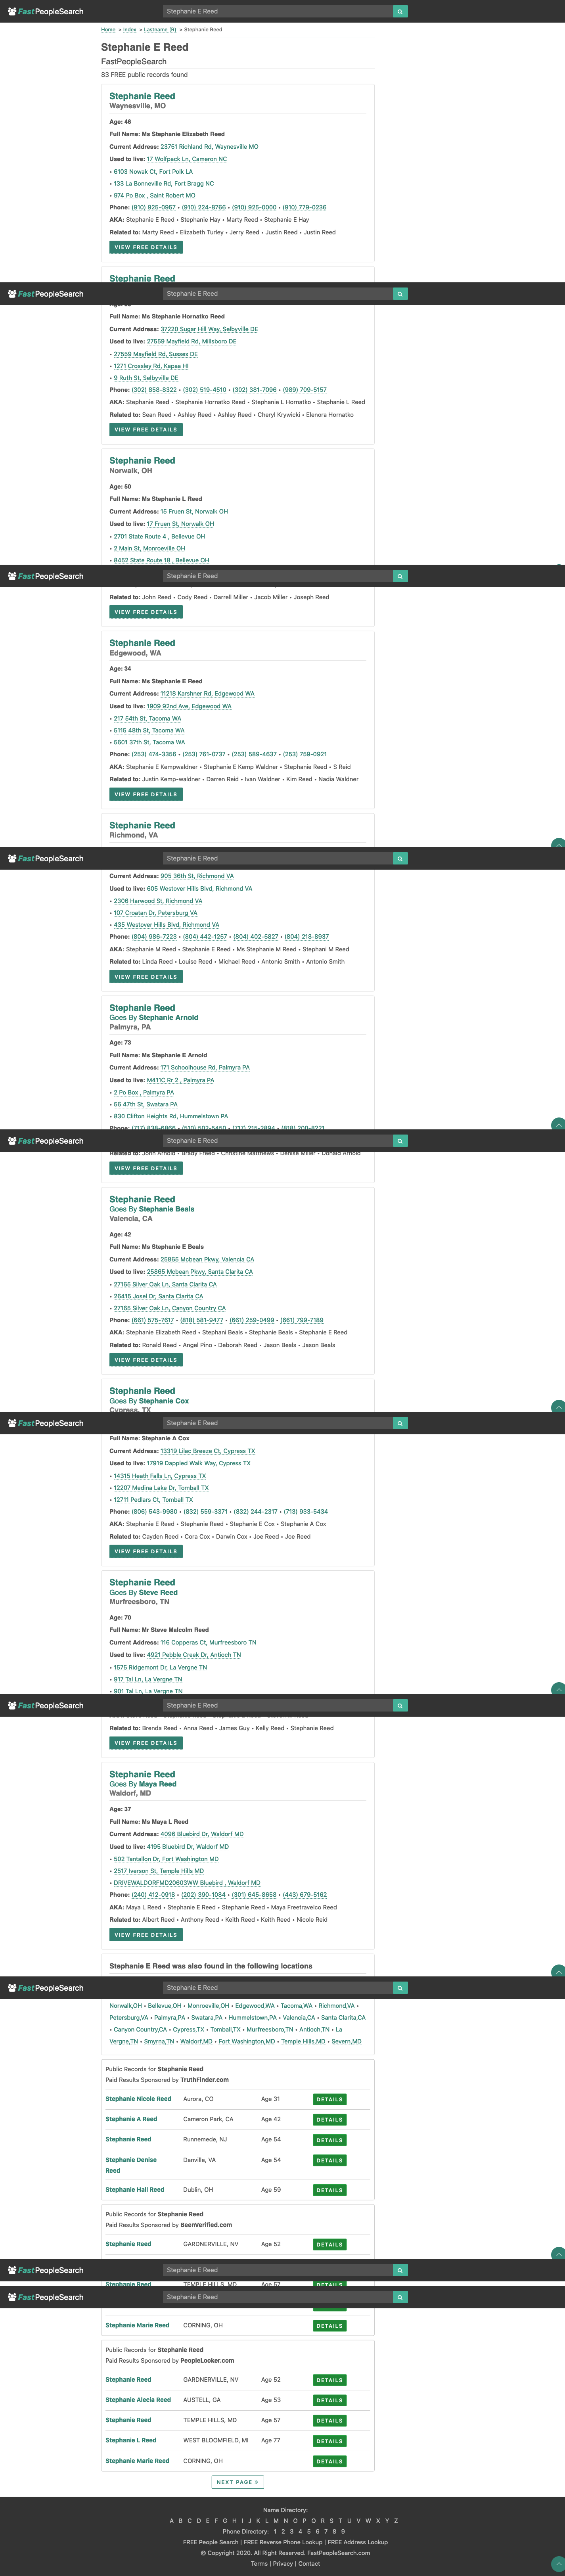 FastPeopleSearch
Stephanie E Reed
Home » Index » Lastname (R) » Stephanie Reed
Stephanie E Reed
FastPeopleSearch
83 FREE public records found
Stephanie Reed
Waynesville, MO
Age: 46
Full Name: Ms Stephanie Elizabeth Reed
Current Address: 23751 Richland Rd, Waynesville MO
Used to live: 17 Wolfpack Ln, Cameron NC
• 6103 Nowak Ct, Fort Polk LA
• 133 La Bonneville Rd, Fort Bragg NC
• 974 Po Box , Saint Robert MO
Phone: (910) 925-0957 • (910) 224-8766 • (910) 925-0000 • (910) 779-0236
AKA: Stephanie E Reed • Stephanie Hay • Marty Reed • Stephanie E Hay
Related to: Marty Reed • Elizabeth Turley • Jerry Reed • Justin Reed • Justin Reed
VIEW FREE DETAILS
Stephanie Reed
FastPeopleSearch
Stephanie E Reed
Full Name: Ms Stephanie Hornatko Reed
Current Address: 37220 Sugar Hill Way, Selbyville DE
Used to live: 27559 Mayfield Rd, Millsboro DE
• 27559 Mayfield Rd, Sussex DE
• 1271 Crossley Rd, Kapaa HI
• 9 Ruth St, Selbyville DE
Phone: (302) 858-8322 • (302) 519-4510 • (302) 381-7096 • (989) 709-5157
AKA: Stephanie Reed • Stephanie Hornatko Reed • Stephanie L Hornatko • Stephanie L Reed
Related to: Sean Reed • Ashley Reed • Ashley Reed • Cheryl Krywicki • Elenora Hornatko
VIEW FREE DETAILS
Stephanie Reed
Norwalk, OH
Age: 50
Full Name: Ms Stephanie L Reed
Current Address: 15 Fruen St, Norwalk OH
Used to live: 17 Fruen St, Norwalk OH
• 2701 State Route 4 , Bellevue OH
• 2 Main St, Monroeville OH
• 8452 State Route 18 , Bellevue OH
FastPeopleSearch
Stephanie E Reed
Related to: John Reed • Cody Reed • Darrell Miller • Jacob Miller • Joseph Reed
VIEW FREE DETAILS
Stephanie Reed
Edgewood, WA
Age: 34
Full Name: Ms Stephanie E Reed
Current Address: 11218 Karshner Rd, Edgewood WA
Used to live: 1909 92nd Ave, Edgewood WA
• 217 54th St, Tacoma WA
• 5115 48th St, Tacoma WA
• 5601 37th St, Tacoma WA
Phone: (253) 474-3356 • (253) 761-0737 • (253) 589-4637 • (253) 759-0921
AKA: Stephanie E Kempwaldner • Stephanie E Kemp Waldner • Stephanie Reed • S Reid
Related to: Justin Kemp-waldner • Darren Reid • Ivan Waldner • Kim Reed • Nadia Waldner
VIEW FREE DETAILS
Stephanie Reed
Richmond, VA
FastPeopleSearch
Stephanie E Reed
Current Address: 905 36th St, Richmond VA
Used to live: 605 Westover Hills Blvd, Richmond VA
• 2306 Harwood St, Richmond VA
• 107 Croatan Dr, Petersburg VA
• 435 Westover Hills Blvd, Richmond VA
Phone: (804) 986-7223 • (804) 442-1257 • (804) 402-5827 • (804) 218-8937
AKA: Stephanie M Reed • Stephanie E Reed • Ms Stephanie M Reed • Stephani M Reed
Related to: Linda Reed • Louise Reed • Michael Reed • Antonio Smith • Antonio Smith
VIEW FREE DETAILS
Stephanie Reed
Goes By Stephanie Arnold
Palmyra, PA
Age: 73
Full Name: Ms Stephanie E Arnold
Current Address: 171 Schoolhouse Rd, Palmyra PA
Used to live: M411C Rr 2 , Palmyra PA
• 2 Po Box , Palmyra PA
• 56 47th St, Swatara PA
• 830 Clifton Heights Rd, Hummelstown PA
Phone: (717) 838-6866 • (510) 502-5450 • (717) 215-2894 • (818) 200-8221
FastPeopleSearch
Stephanie E Reed
Related to: John Arnold • Brady Freed • Christine Matthews • Denise Miller • Donald Arnold
VIEW FREE DETAILS
Stephanie Reed
Goes By Stephanie Beals
Valencia, CA
Age: 42
Full Name: Ms Stephanie E Beals
Current Address: 25865 Mcbean Pkwy, Valencia CA
Used to live: 25865 Mcbean Pkwy, Santa Clarita CA
• 27165 Silver Oak Ln, Santa Clarita CA
• 26415 Josel Dr, Santa Clarita CA
• 27165 Silver Oak Ln, Canyon Country CA
Phone: (661) 575-7617 • (818) 581-9477 • (661) 259-0499 • (661) 799-7189
AKA: Stephanie Elizabeth Reed • Stephani Beals • Stephanie Beals • Stephanie E Reed
Related to: Ronald Reed • Angel Pino • Deborah Reed • Jason Beals • Jason Beals
VIEW FREE DETAILS
Stephanie Reed
Goes By Stephanie Cox
Cypress, TX
FastPeopleSearch
Stephanie E Reed
Full Name: Stephanie A Cox
Current Address: 13319 Lilac Breeze Ct, Cypress TX
Used to live: 17919 Dappled Walk Way, Cypress TX
• 14315 Heath Falls Ln, Cypress TX
• 12207 Medina Lake Dr, Tomball TX
• 12711 Pedlars Ct, Tomball TX
Phone: (806) 543-9980 • (832) 559-3371 • (832) 244-2317 • (713) 933-5434
AKA: Stephanie E Reed • Stephanie Reed • Stephanie E Cox • Stephanie A Cox
Related to: Cayden Reed • Cora Cox • Darwin Cox • Joe Reed • Joe Reed
VIEW FREE DETAILS
Stephanie Reed
Goes By Steve Reed
Murfreesboro, TN
Age: 70
Full Name: Mr Steve Malcolm Reed
Current Address: 116 Copperas Ct, Murfreesboro TN
Used to live: 4921 Pebble Creek Dr, Antioch TN
• 1575 Ridgemont Dr, La Vergne TN
• 917 Tal Ln, La Vergne TN
• 901 Tal Ln, La Vergne TN
FastPeopleSearch
Stephanie E Reed
Related to: Brenda Reed • Anna Reed • James Guy • Kelly Reed • Stephanie Reed
VIEW FREE DETAILS
Stephanie Reed
Goes By Maya Reed
Waldorf, MD
Age: 37
Full Name: Ms Maya L Reed
Current Address: 4096 Bluebird Dr, Waldorf MD
Used to live: 4195 Bluebird Dr, Waldorf MD
• 502 Tantallon Dr, Fort Washington MD
• 2517 Iverson St, Temple Hills MD
• DRIVEWALDORFMD20603WW Bluebird , Waldorf MD
Phone: (240) 412-0918 • (202) 390-1084 • (301) 645-8658 • (443) 679-5162
AKA: Maya L Reed • Stephanie E Reed • Stephanie Reed • Maya Freetravelco Reed
Related to: Albert Reed • Anthony Reed • Keith Reed • Keith Reed • Nicole Reid
VIEW FREE DETAILS
Stephanie E Reed was also found in the following locations
FastPeopleSearch
Stephanie E Reed
Norwalk,OH • Bellevue,OH • Monroeville,OH • Edgewood,WA • Tacoma,WA • Richmond,VA •
Petersburg,VA • Palmyra,PA • Swatara,PA • Hummelstown,PA • Valencia,CA • Santa Clarita,CA
• Canyon Country,CA • Cypress,TX • Tomball,TX • Murfreesboro,TN • Antioch,TN • La
Vergne,TN • Smyrna,TN • Waldorf,MD • Fort Washington,MD • Temple Hills,MD • Severn,MD
Public Records for Stephanie Reed
Paid Results Sponsored by TruthFinder.com
Stephanie Nicole Reed Aurora, CO Age 31 DETAILS
Stephanie A Reed Cameron Park, CA Age 42 DETAILS
Stephanie Reed Runnemede, NJ Age 54 DETAILS
Stephanie Denise Reed Danville, VA Age 54 DETAILS
Stephanie Hall Reed Dublin, OH Age 59 DETAILS
Public Records for Stephanie Reed
Paid Results Sponsored by BeenVerified.com
Stephanie Reed GARDNERVILLE, NV Age 52 DETAILS
FastPeopleSearch
Stephanie E Reed
Stephanie Reed TEMPLE HILLS, MD Age 57 DETAILS
FastPeopleSearch
Stephanie E Reed
Stephanie Marie Reed CORNING, OH DETAILS
Public Records for Stephanie Reed
Paid Results Sponsored by PeopleLooker.com
Stephanie Reed GARDNERVILLE, NV Age 52 DETAILS
Stephanie Alecia Reed AUSTELL, GA Age 53 DETAILS
Stephanie Reed TEMPLE HILLS, MD Age 57 DETAILS
Stephanie L Reed WEST BLOOMFIELD, MI Age 77 DETAILS
Stephanie Marie Reed CORNING, OH DETAILS
NEXT PAGE »
Name Directory:
A B C D E F G H I J K L M N O P Q R S T U V W X Y Z
Phone Directory: 1 2 3 4 5 6 7 8 9
FREE People Search | FREE Reverse Phone Lookup | FREE Address Lookup
© Copyright 2020. All Right Reserved. FastPeopleSearch.com
Terms | Privacy | Contact